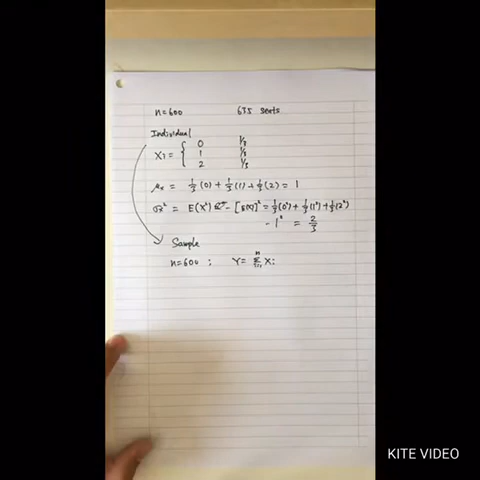 n=600 635 seats
Individual
Xi = { 0 1/3
1 1/3
2 1/3
μx = 1/3 (0) + 1/3 (1) + 1/3 (2) = 1
σx² = E(X²) - [E(X)]² = 1/3 (0²) + 1/3 (1²) + 1/3 (2²)
- 1² = 2/3
Sample
n=600 ; Y = Σ Xi
KITE VIDEO